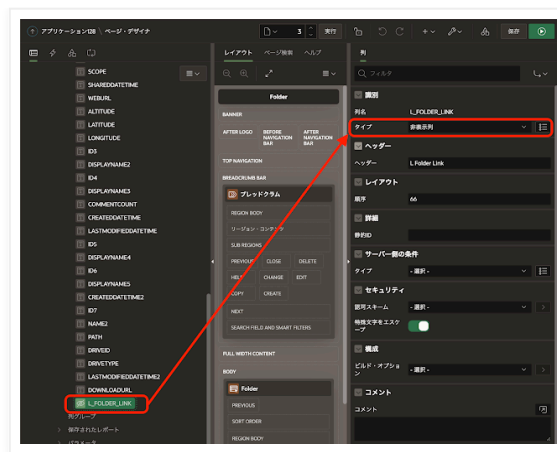 アプリケーション128 \ ページ・デザイナ
3
実行
保存
SCOPE
SHAREDDATETIME
WEBURL
ALTITUDE
LATITUDE
LONGITUDE
ID3
DISPLAYNAME2
ID4
DISPLAYNAME3
COMMENTCOUNT
CREATEDDATETIME
LASTMODIFIEDDATETIME
ID5
DISPLAYNAME4
ID6
DISPLAYNAME5
CREATEDDATETIME2
ID7
NAME2
PATH
DRIVEID
DRIVETYPE
LASTMODIFIEDDATETIME2
DOWNLOADURL
L_FOLDER_LINK
列グループ
保存されたレポート
パラメータ
レイアウト
ページ検索
ヘルプ
Folder
BANNER
AFTER LOGO
BEFORE NAVIGATION BAR
AFTER NAVIGATION BAR
TOP NAVIGATION
BREADCRUMB BAR
ブレッドクラム
REGION BODY
リージョン・コンテンツ
SUB REGIONS
PREVIOUS
CLOSE
DELETE
HELP
CHANGE
EDIT
COPY
CREATE
NEXT
SEARCH FIELD AND SMART FILTERS
FULL WIDTH CONTENT
BODY
Folder
PREVIOUS
SORT ORDER
REGION BODY
列
フィルタ
識別
列名
L_FOLDER_LINK
タイプ
非表示列
ヘッダー
ヘッダー
L Folder Link
レイアウト
順序
66
詳細
静的ID
サーバー側の条件
タイプ
- 選択 -
セキュリティ
認可スキーム
- 選択 -
特殊文字をエスケープ
構成
ビルド・オプション
- 選択 -
コメント
コメント